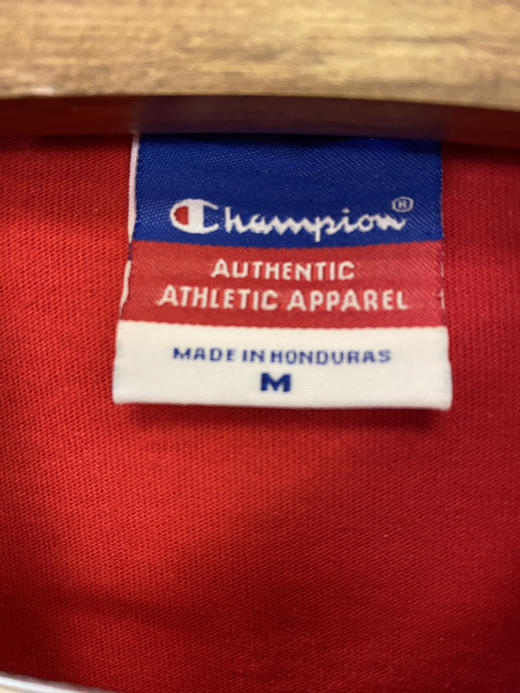 Champion®
AUTHENTIC
ATHLETIC APPAREL
MADE IN HONDURAS
M